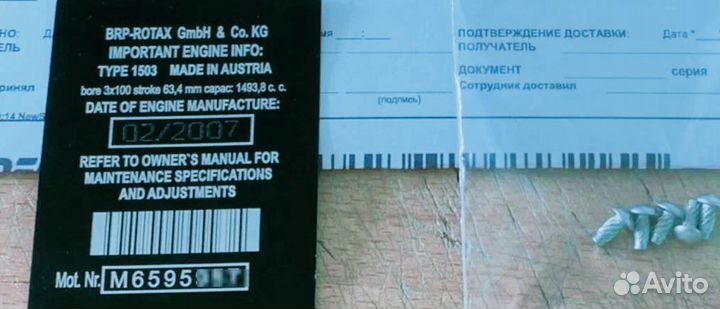 BRP-ROTAX GmbH & Co. KG
IMPORTANT ENGINE INFO:
TYPE 1503 MADE IN AUSTRIA
bore 3x100 stroke 63,4 mm capac: 1493,8 c. c.
DATE OF ENGINE MANUFACTURE:
02/2007
REFER TO OWNER'S MANUAL FOR
MAINTENANCE SPECIFICATIONS
AND ADJUSTMENTS
Mot. Nr. M6595
(подпись)
ПОДТВЕРЖДЕНИЕ ДОСТАВКИ: Дата
ПОЛУЧАТЕЛЬ
ДОКУМЕНТ серия
Сотрудник доставил
Avito